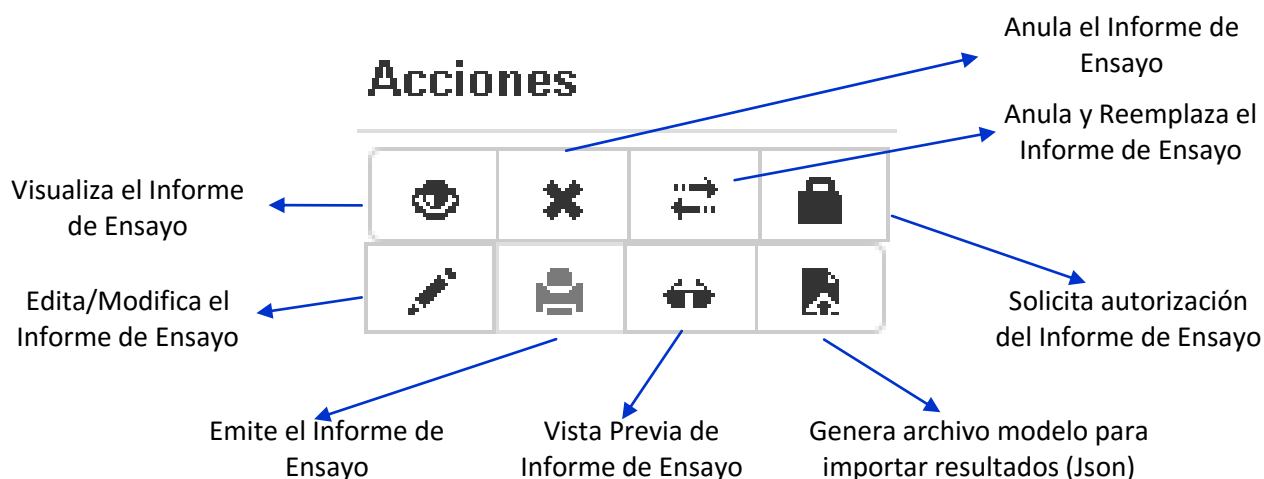 Acciones
Anula el Informe de
Ensayo
Anula y Reemplaza el
Informe de Ensayo
Visualiza el Informe
de Ensayo
Edita/Modifica el
Informe de Ensayo
Solicita autorización
del Informe de Ensayo
Emite el Informe de
Ensayo
Vista Previa de
Informe de Ensayo
Genera archivo modelo para
importar resultados (Json)